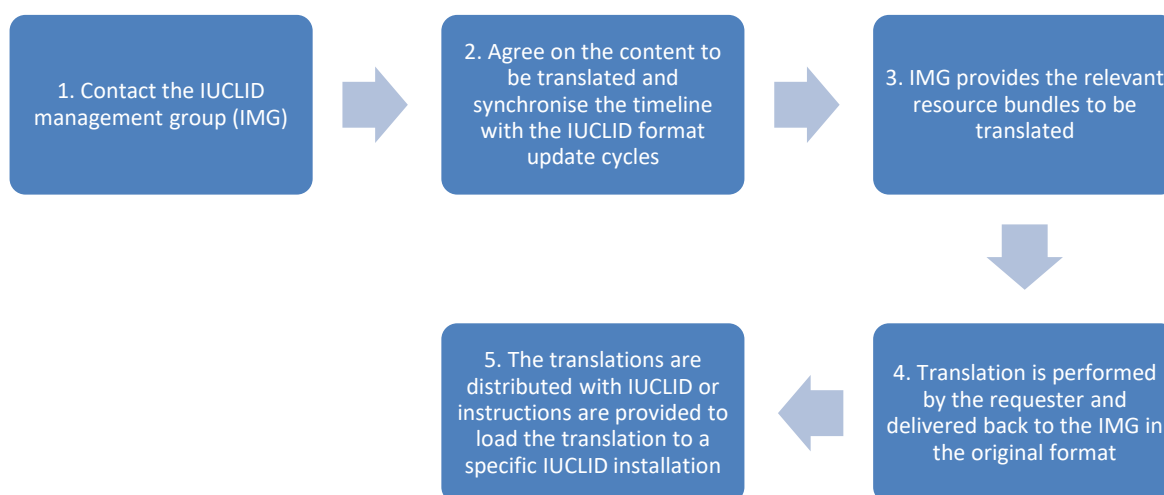 1. Contact the IUCLID
management group (IMG)
2. Agree on the content to
be translated and
synchronise the timeline
with the IUCLID format
update cycles
3. IMG provides the relevant
resource bundles to be
translated
4. Translation is performed
by the requester and
delivered back to the IMG in
the original format
5. The translations are
distributed with IUCLID or
instructions are provided to
load the translation to a
specific IUCLID installation